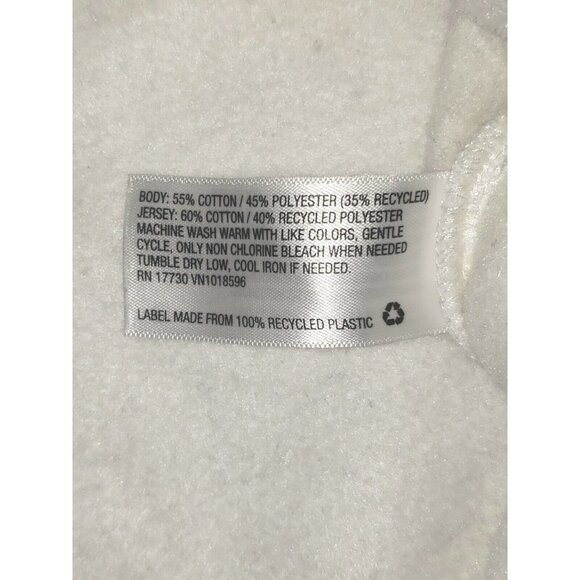 BODY: 55% COTTON / 45% POLYESTER (35% RECYCLED)
JERSEY: 60% COTTON / 40% RECYCLED POLYESTER
MACHINE WASH WARM WITH LIKE COLORS, GENTLE
CYCLE, ONLY NON CHLORINE BLEACH WHEN NEEDED
TUMBLE DRY LOW, COOL IRON IF NEEDED.
RN 17730 VN1018596
LABEL MADE FROM 100% RECYCLED PLASTIC